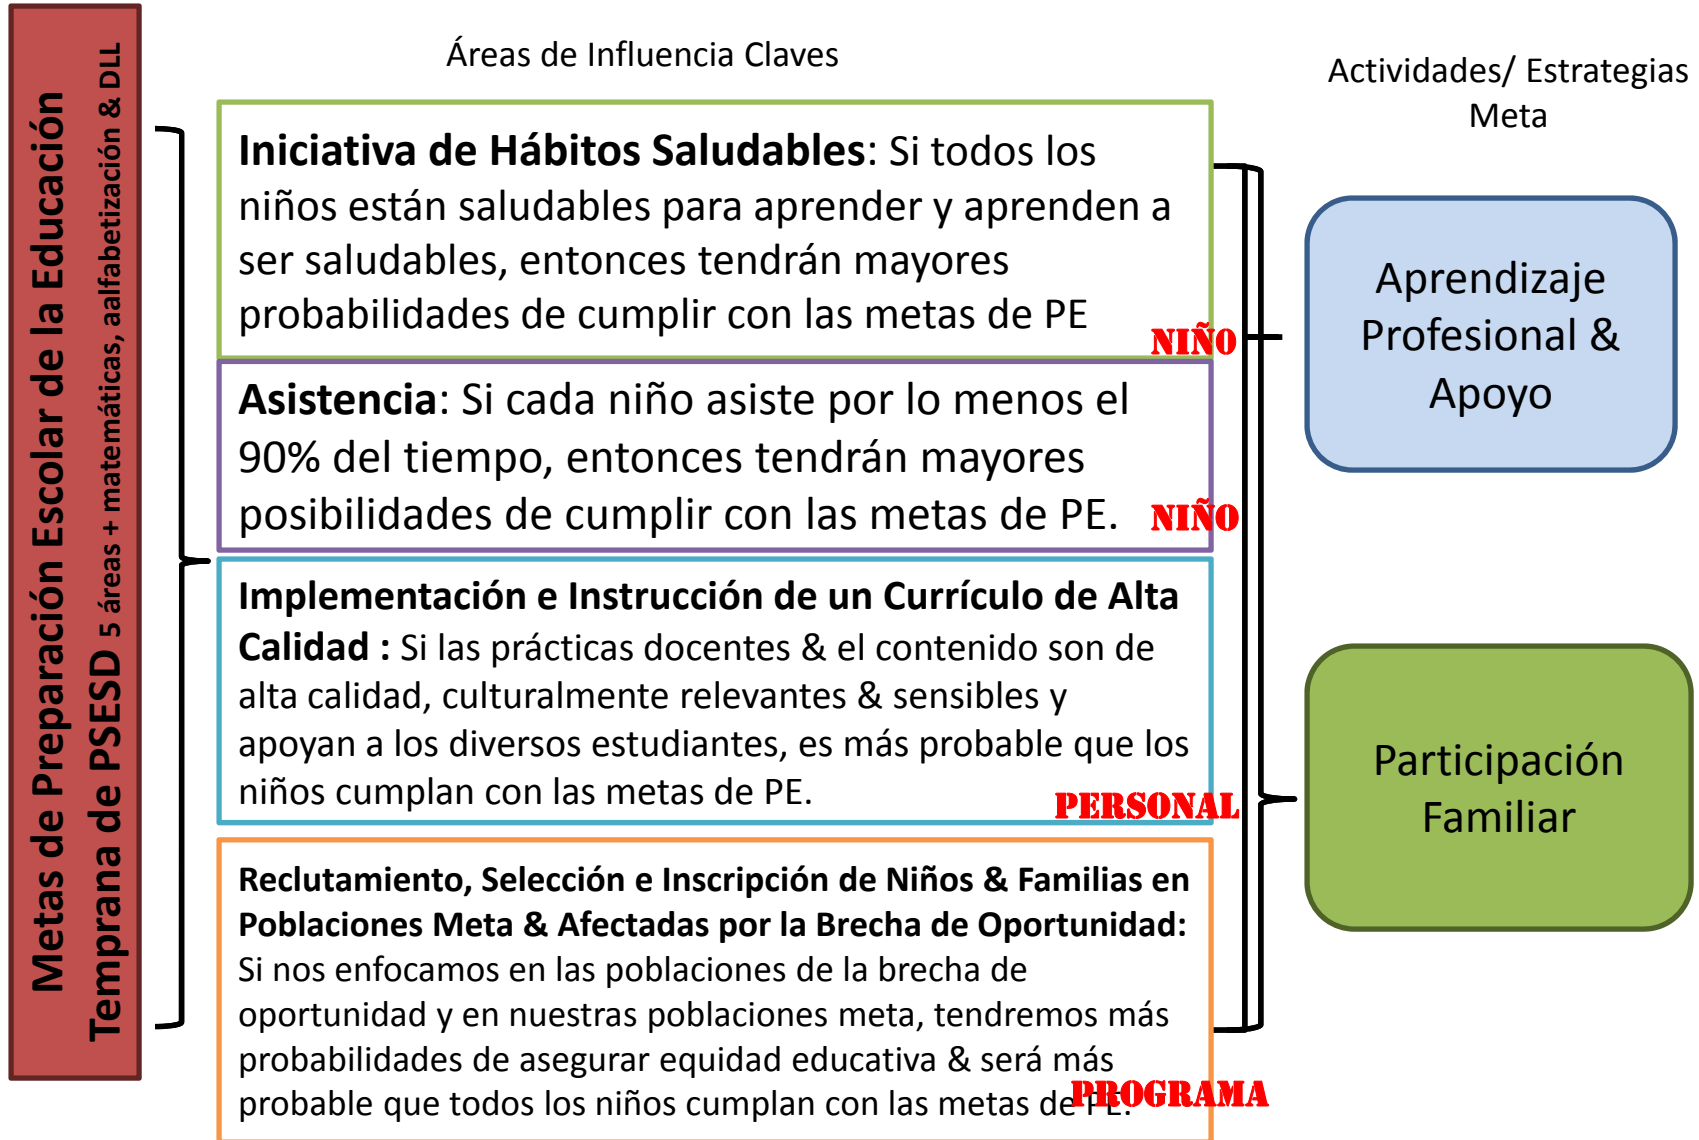 Metas de Preparación Escolar de la Educación
Temprana de PSESD 5 áreas + matemáticas, aalfabetización & DLL
Áreas de Influencia Claves
Iniciativa de Hábitos Saludables: Si todos los
niños están saludables para aprender y aprenden a
ser saludables, entonces tendrán mayores
probabilidades de cumplir con las metas de PE
NIÑO
Asistencia: Si cada niño asiste por lo menos el
90% del tiempo, entonces tendrán mayores
posibilidades de cumplir con las metas de PE.
NIÑO
Implementación e Instrucción de un Currículo de Alta
Calidad : Si las prácticas docentes & el contenido son de
alta calidad, culturalmente relevantes & sensibles y
apoyan a los diversos estudiantes, es más probable que los
niños cumplan con las metas de PE.
PERSONAL
Reclutamiento, Selección e Inscripción de Niños & Familias en
Poblaciones Meta & Afectadas por la Brecha de Oportunidad:
Si nos enfocamos en las poblaciones de la brecha de
oportunidad y en nuestras poblaciones meta, tendremos más
probabilidades de asegurar equidad educativa & será más
probable que todos los niños cumplan con las metas de PE.
PROGRAMA
Actividades/ Estrategias
Meta
Aprendizaje
Profesional &
Apoyo
Participación
Familiar